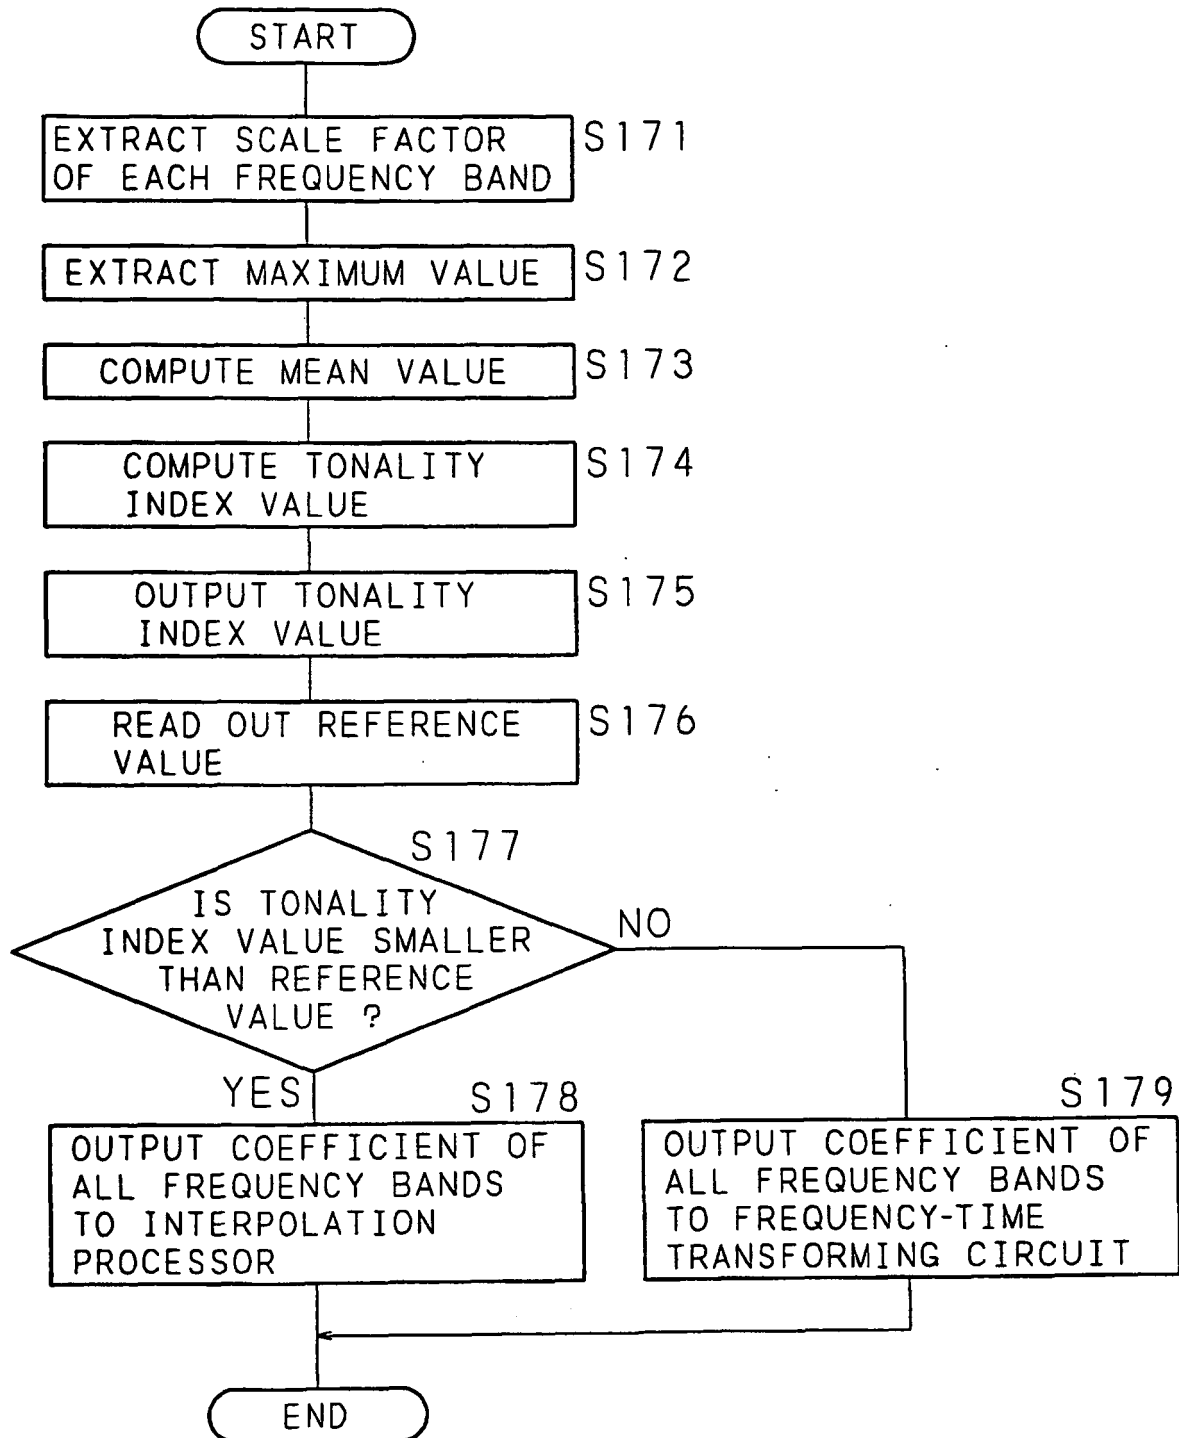 START
EXTRACT SCALE FACTOR
OF EACH FREQUENCY BAND
S171
EXTRACT MAXIMUM VALUE
S172
COMPUTE MEAN VALUE
S173
COMPUTE TONALITY
INDEX VALUE
S174
OUTPUT TONALITY
INDEX VALUE
S175
READ OUT REFERENCE
VALUE
S176
S177
IS TONALITY
INDEX VALUE SMALLER
THAN REFERENCE
VALUE ?
NO
YES
S178
OUTPUT COEFFICIENT OF
ALL FREQUENCY BANDS
TO INTERPOLATION
PROCESSOR
S179
OUTPUT COEFFICIENT OF
ALL FREQUENCY BANDS
TO FREQUENCY-TIME
TRANSFORMING CIRCUIT
END